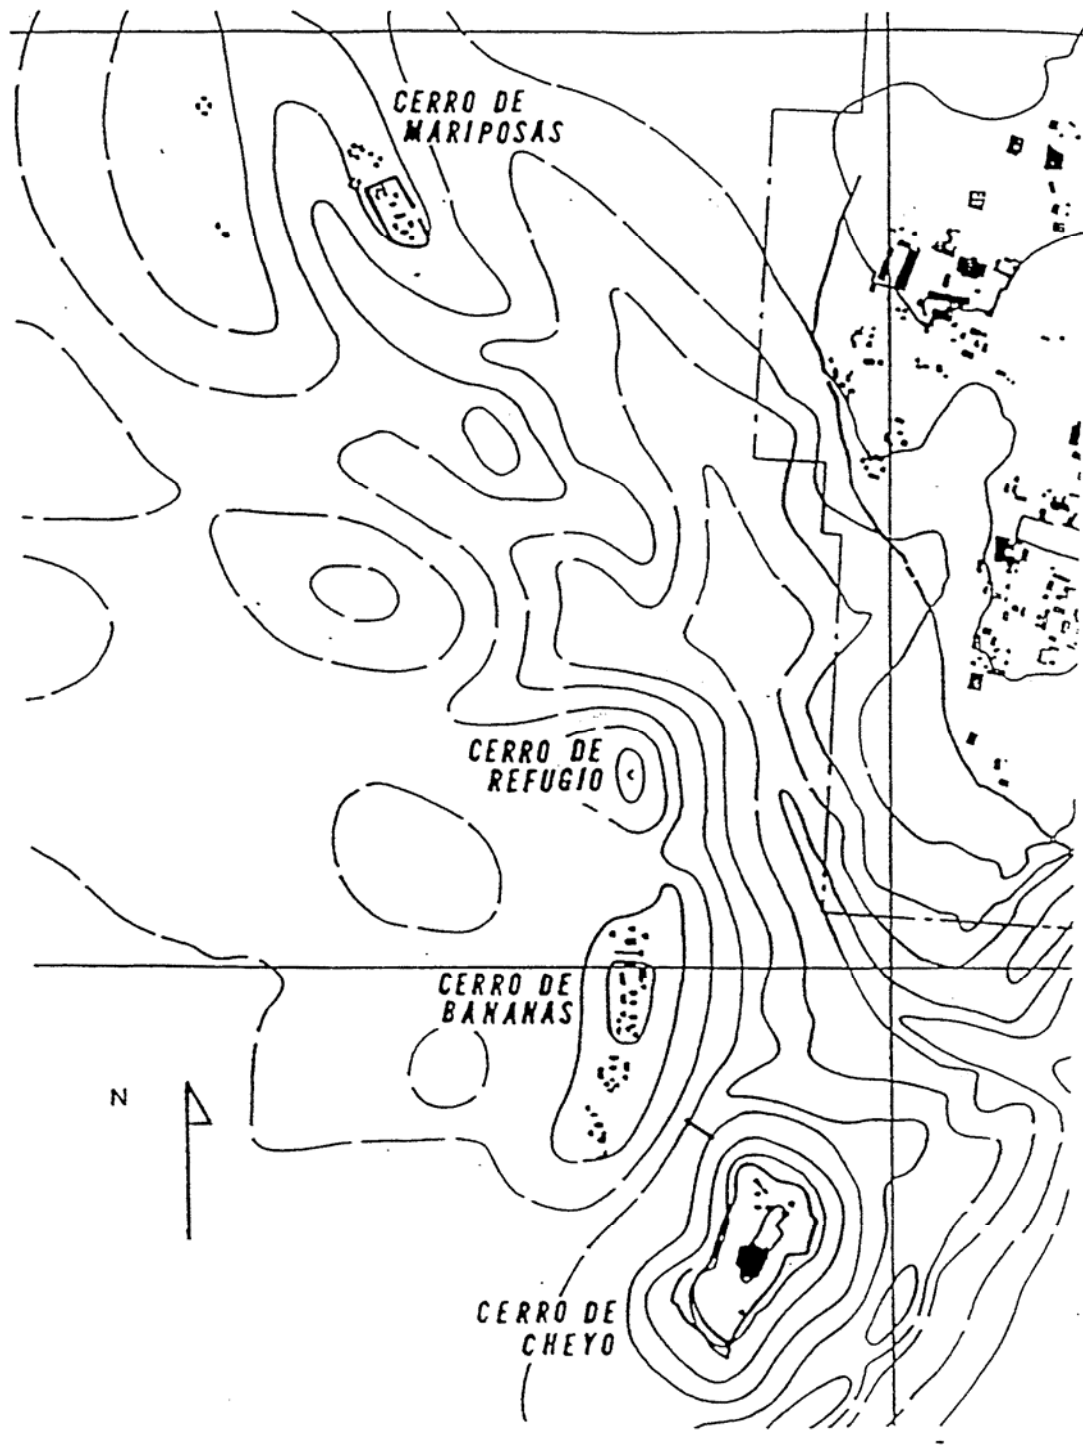 CERRO DE
MARIPOSAS
CERRO DE
REFUGIO
CERRO DE
BANANAS
N
CERRO DE
CHEYO